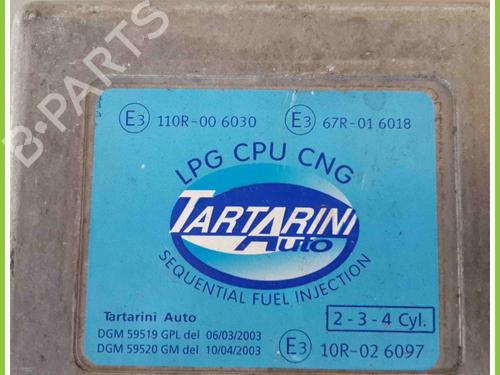 B-PARTS
E3 110R-00 6030 E3 67R-01 6018
LPG CPU CNG
TARTARINI
AUTO
SEQUENTIAL FUEL INJECTION
Tartarini Auto
2 - 3 - 4 Cyl.
DGM 59519 GPL del 06/03/2003
DGM 59520 GM del 10/04/2003
E3 10R-02 6097